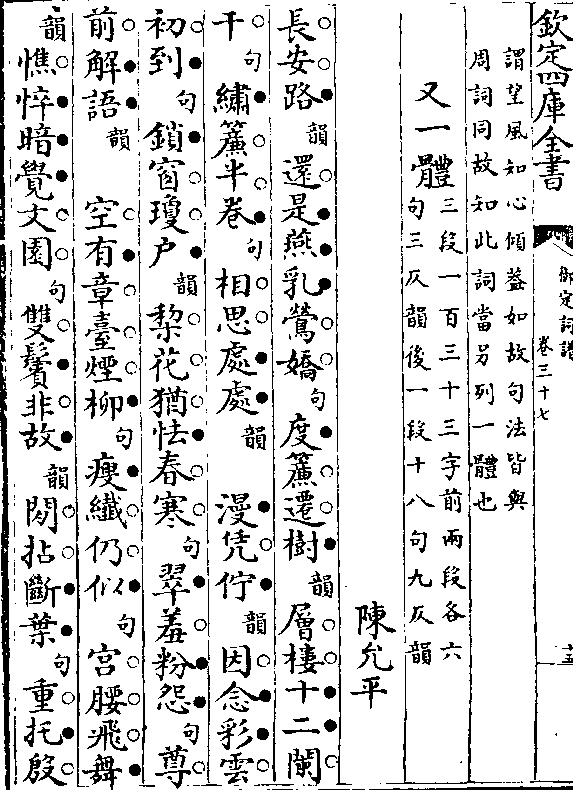 欽定四庫全書
御定詞譜
卷三十七
十五
謂望風知心傾葢如故句法皆與
周詞同故知此詞當另列一體也
又一體三段一百三十三字前兩段各六
句三仄韻後一段十八句九仄韻
陳允平
長安路韻還是燕乳鶯嬌句度簾遷樹韻層樓十二闌
干句繡簾半卷句相思處處韻漫凭佇韻因念彩雲
初到句鎖窗瓊户韻棃花猶怯春寒句翠羞粉怨句尊
前解語韻空有章臺煙柳句瘦纎仍似句宫腰飛舞
韻憔悴暗覺文園句雙鬢非故韻閒拈斷葉句重托殷